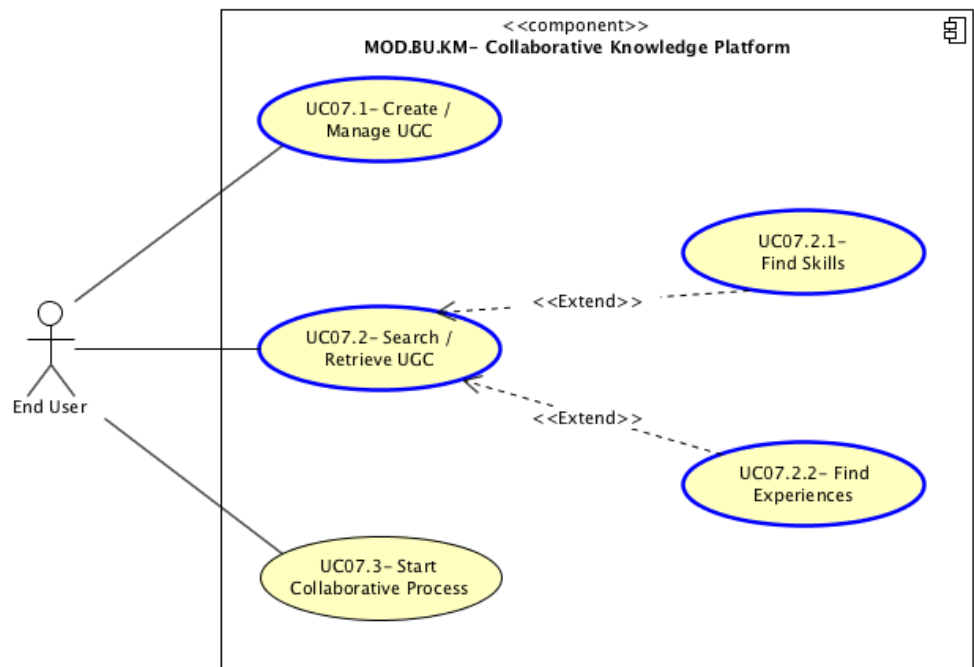 <<component>>
MOD.BU.KM– Collaborative Knowledge Platform
UC07.1– Create /
Manage UGC
UC07.2.1–
Find Skills
<<Extend>>
UC07.2– Search /
Retrieve UGC
End User
<<Extend>>
UC07.2.2– Find
Experiences
UC07.3– Start
Collaborative Process